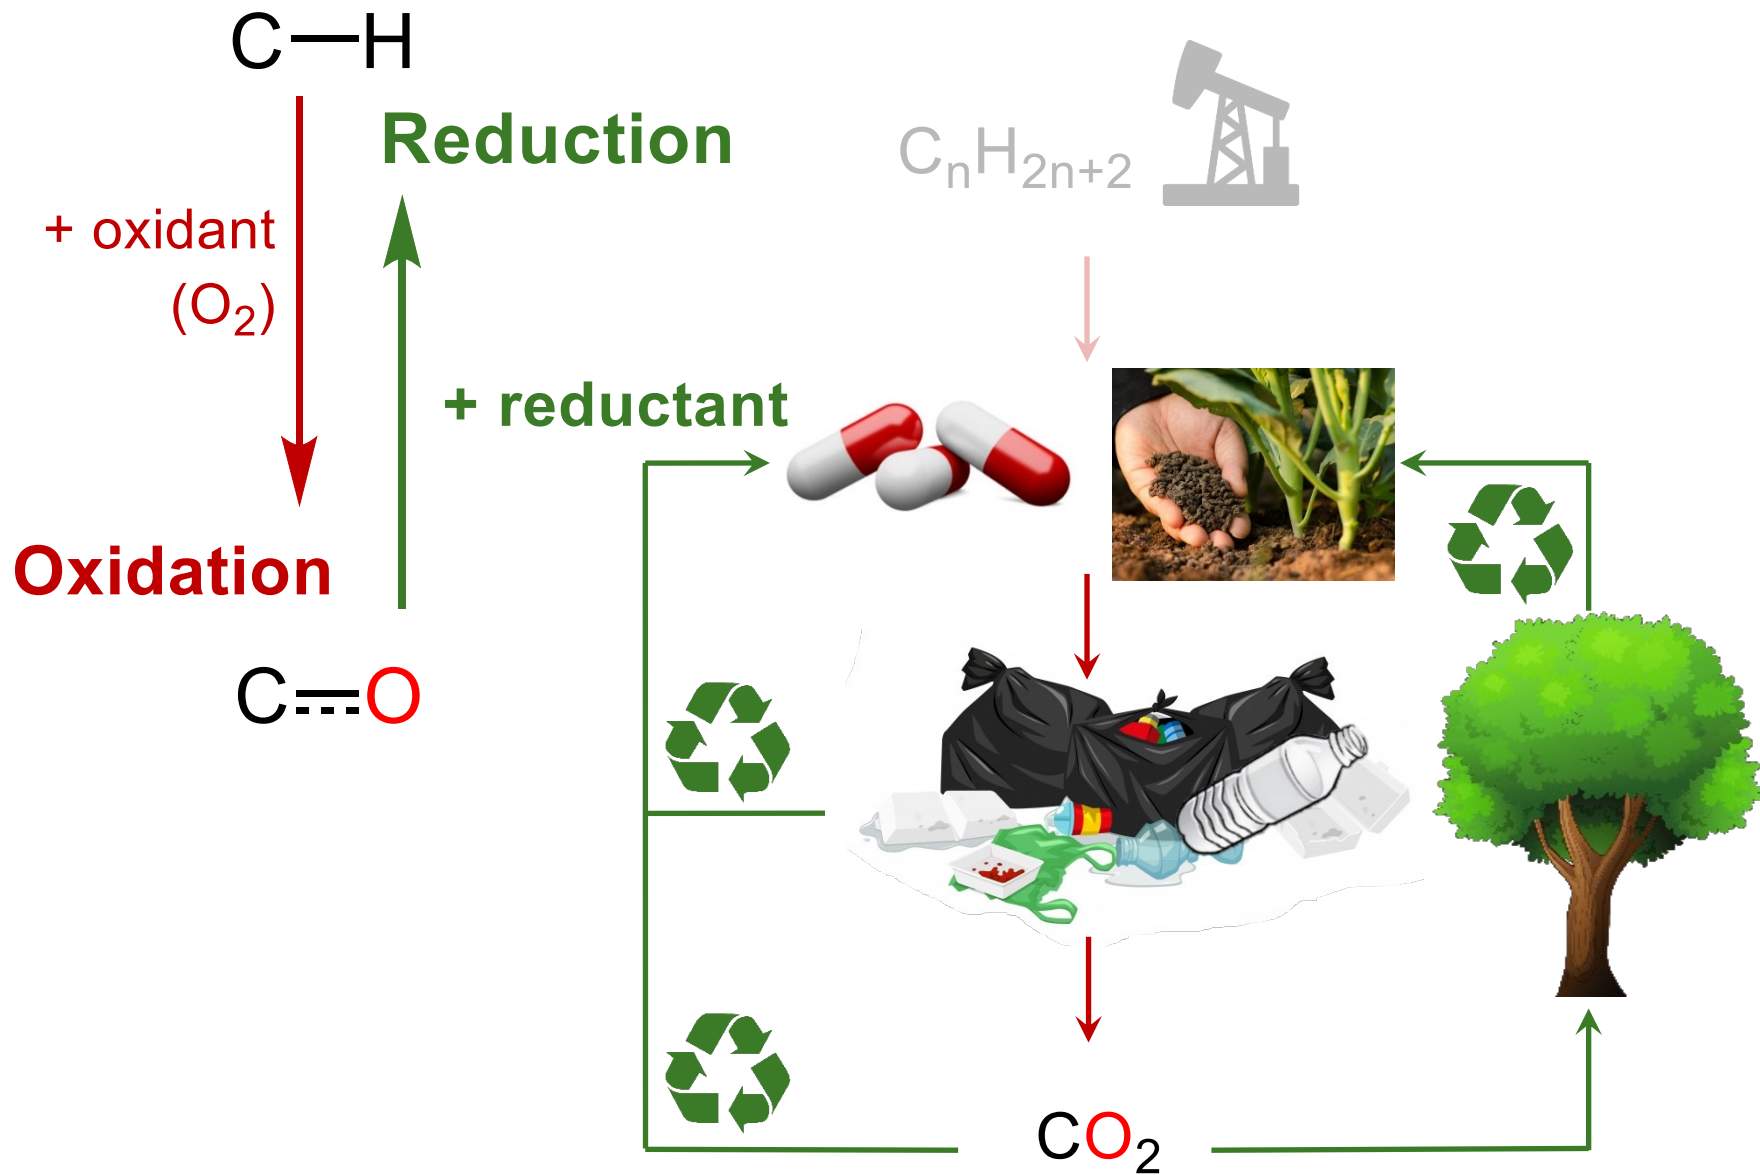 C—H
Reduction
+ oxidant
(O₂)
CₙH₂ₙ₊₂
+ reductant
Oxidation
C O
CO₂